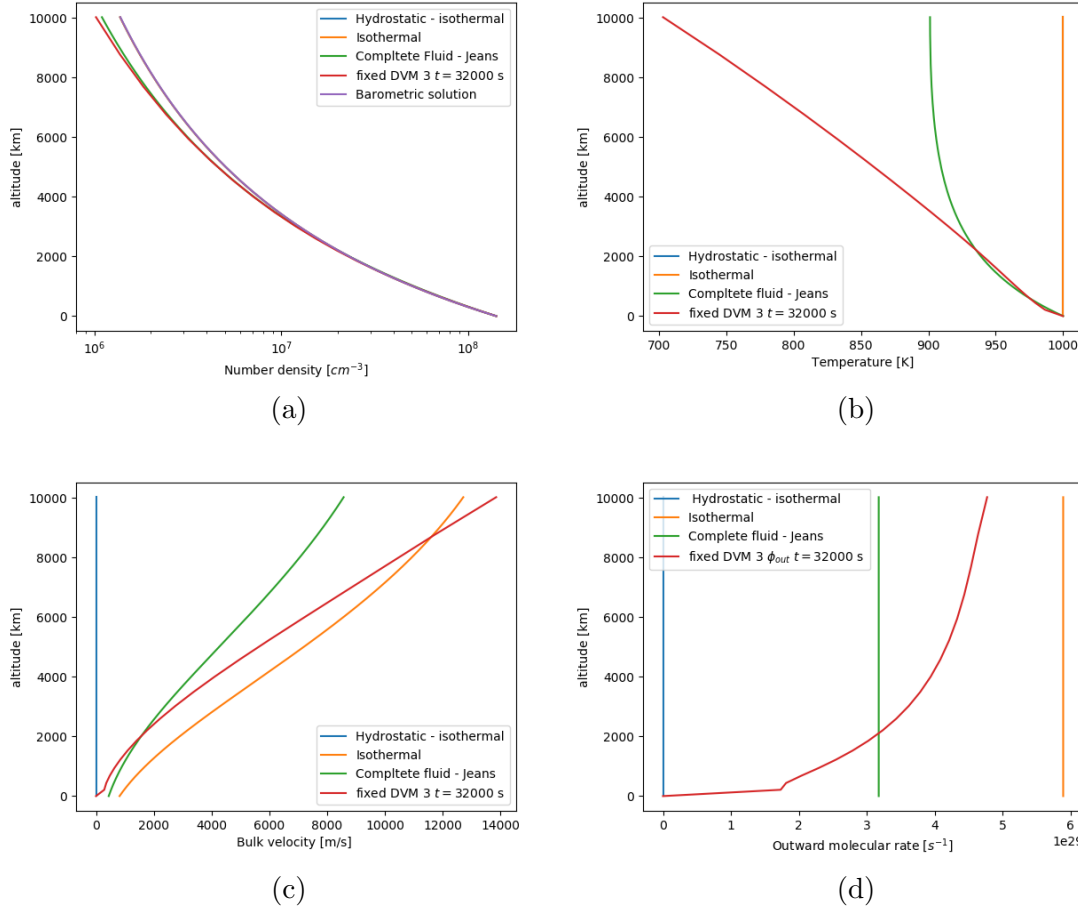 10000
8000
6000
4000
2000
0
altitude [km]
Hydrostatic - isothermal
Isothermal
Compltete Fluid - Jeans
fixed DVM 3 t = 32000 s
Barometric solution
10^6
10^7
10^8
Number density [cm^{-3}]
(a)
10000
8000
6000
4000
2000
0
altitude [km]
Hydrostatic - isothermal
Isothermal
Compltete fluid - Jeans
fixed DVM 3 t = 32000 s
700
750
800
850
900
950
1000
Temperature [K]
(b)
10000
8000
6000
4000
2000
0
altitude [km]
Hydrostatic - isothermal
Isothermal
Compltete fluid - Jeans
fixed DVM 3 t = 32000 s
0
2000
4000
6000
8000
10000
12000
14000
Bulk velocity [m/s]
(c)
10000
8000
6000
4000
2000
0
altitude [km]
Hydrostatic - isothermal
Isothermal
Complete fluid - Jeans
fixed DVM 3 ϕ_{out} t = 32000 s
0
1
2
3
4
5
6
1e29
Outward molecular rate [s^{-1}]
(d)